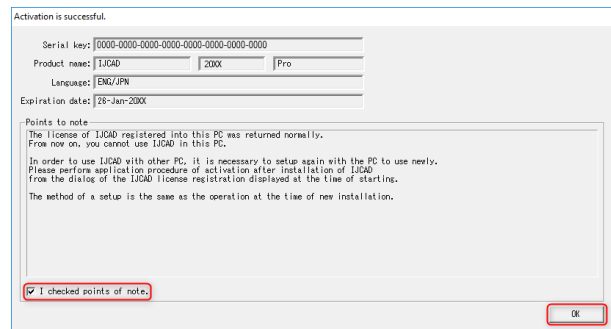 Activation is successful.
Serial key: 0000-0000-0000-0000-0000-0000-0000-0000
Product name: IJCAD 20XX Pro
Language: ENG/JPN
Expiration date: 26-Jan-20XX
Points to note
The license of IJCAD registered into this PC was returned normally.
From now on, you cannot use IJCAD in this PC.
In order to use IJCAD with other PC, it is necessary to setup again with the PC to use newly.
Please perform application procedure of activation after installation of IJCAD
from the dialog of the IJCAD license registration displayed at the time of starting.
The method of a setup is the same as the operation at the time of new installation.
I checked points of note.
OK